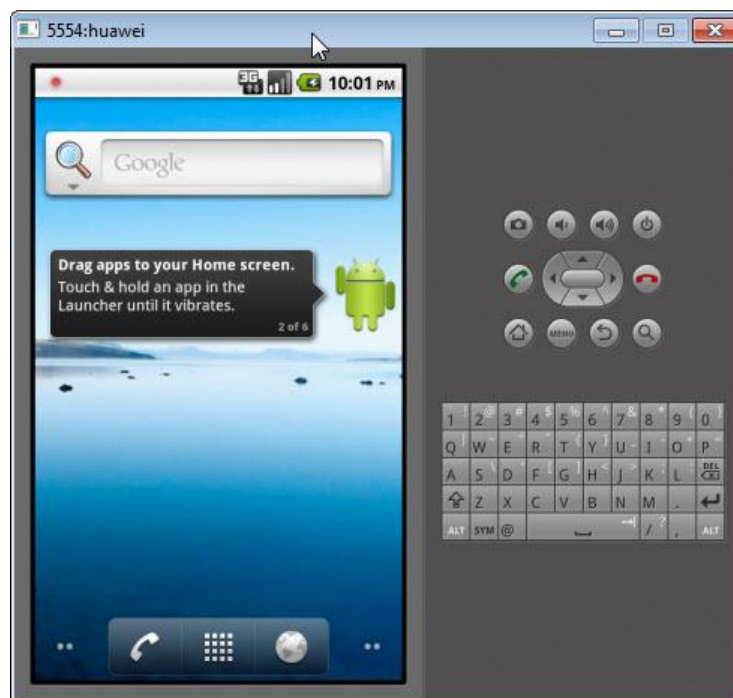 5554:huawei
3G
10:01 PM
Google
Drag apps to your Home screen.
Touch & hold an app in the
Launcher until it vibrates.
2 of 6
MENU
1 ! 2 @ 3 # 4 $ 5 % 6 ^ 7 & 8 * 9 ( 0 )
Q | W ~ E " R ` T { Y } U - I O + P =
A S \ D ' F [ G ] H < J > K ; L : DEL
Z X C V B N M .
ALT SYM @ / ? , ALT